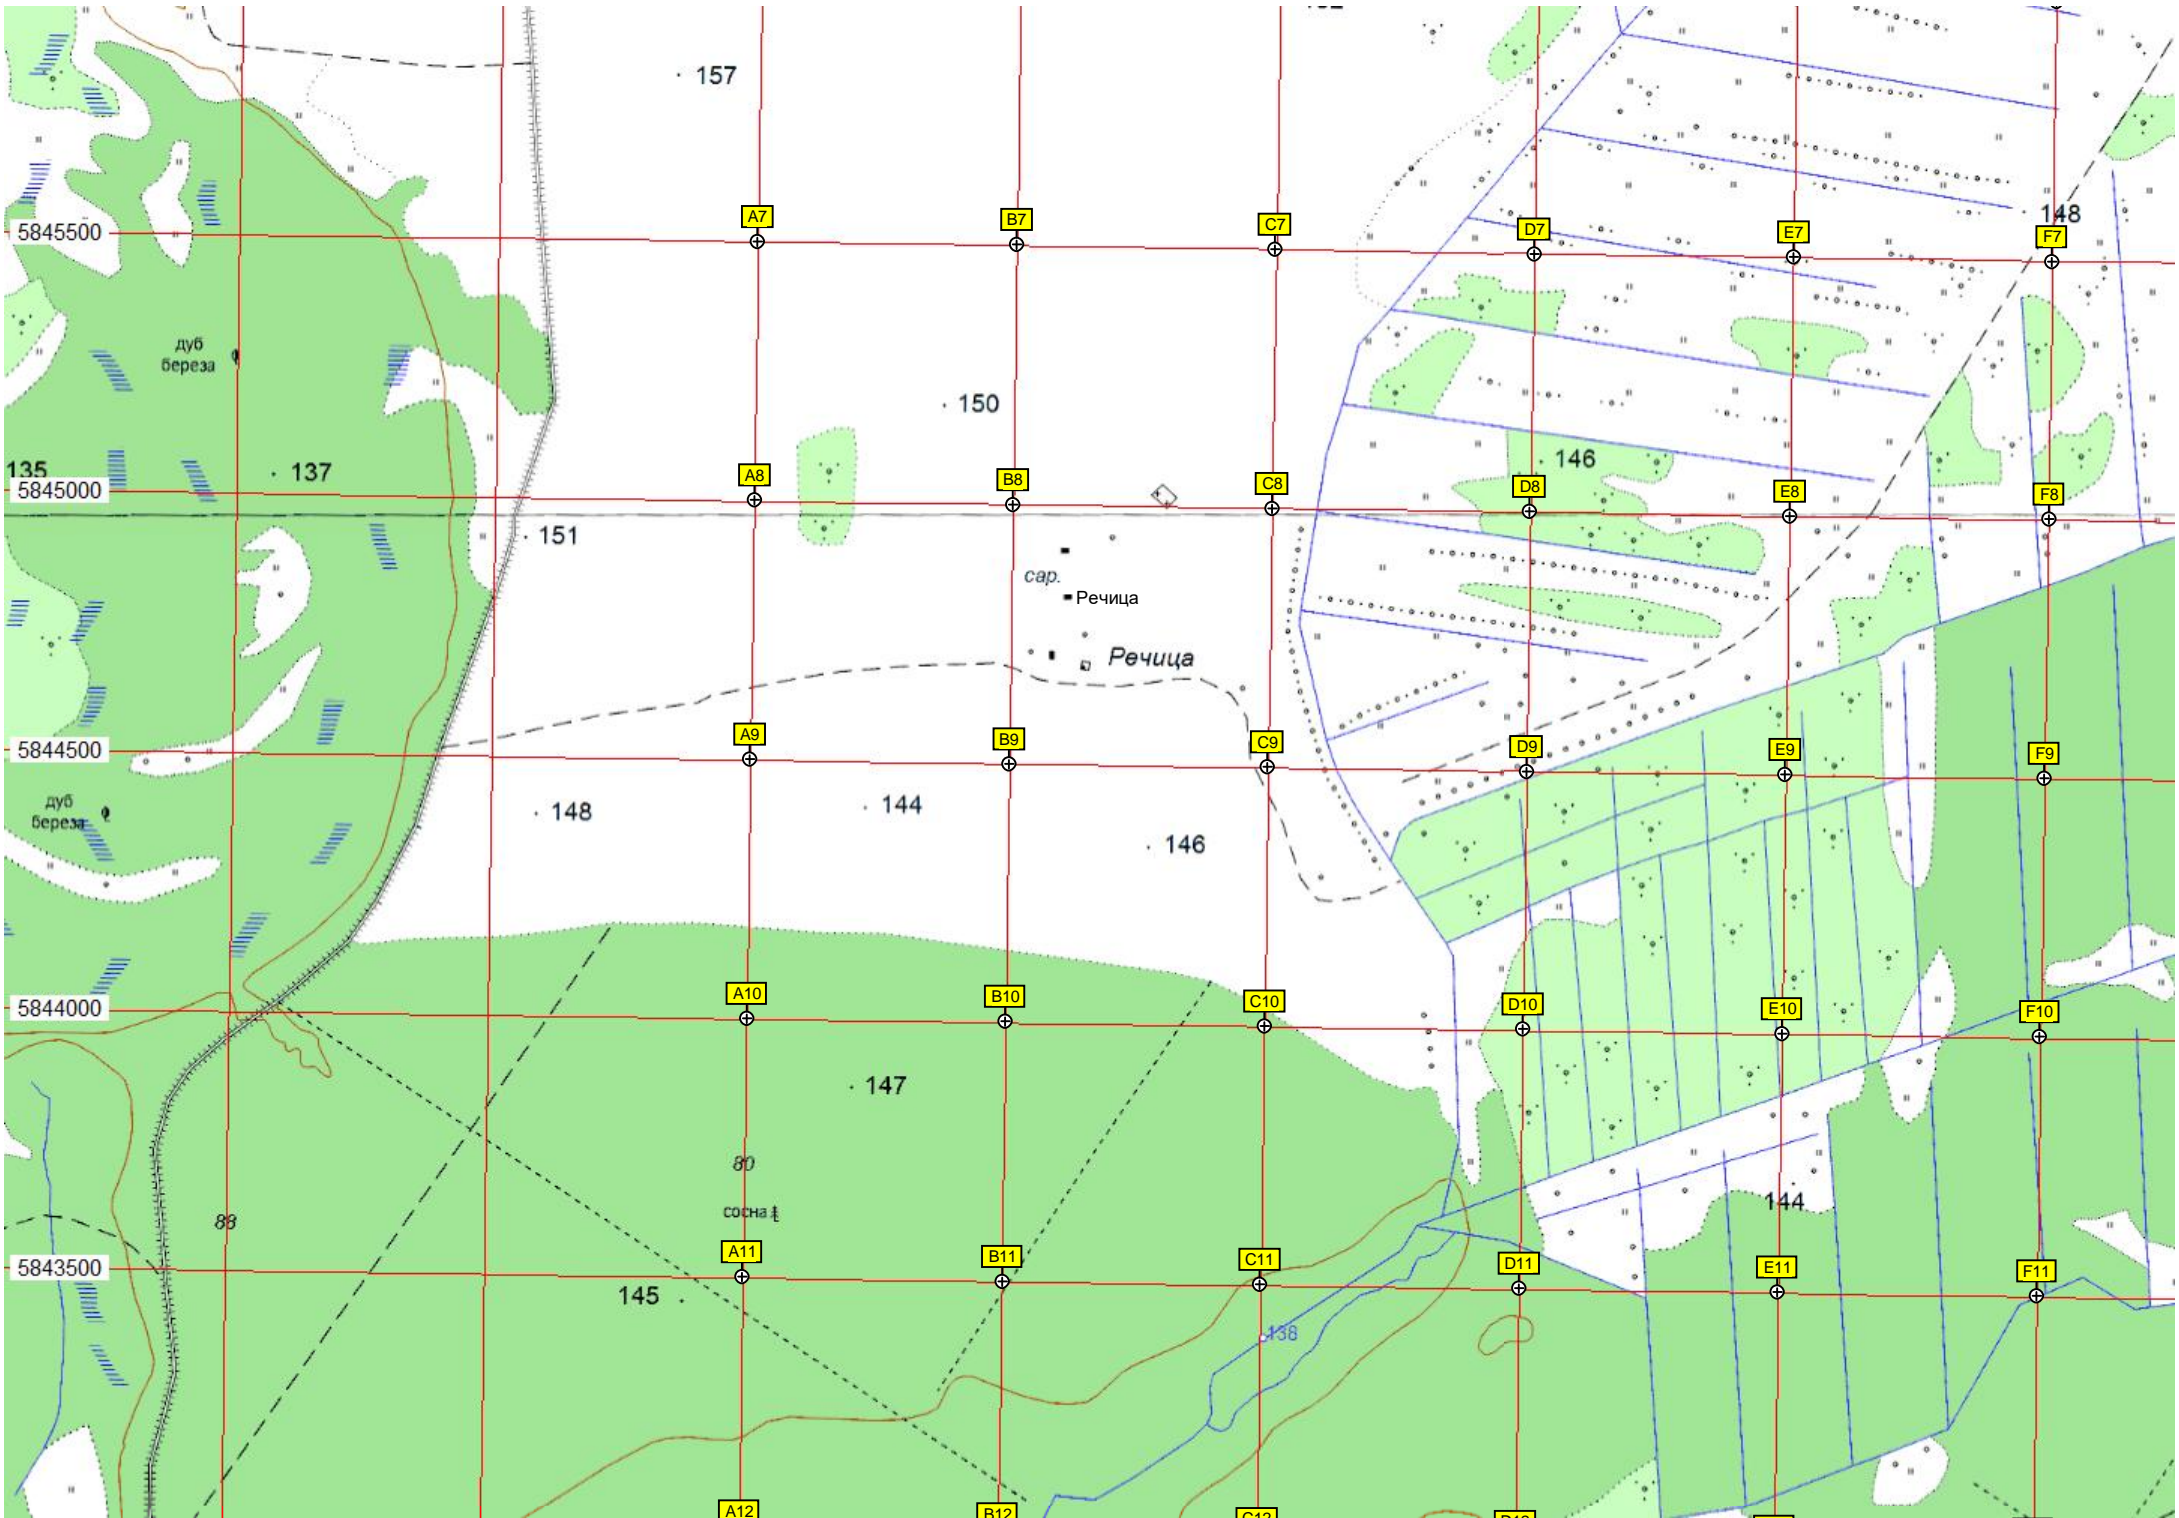 157
148
A7
B7
C7
D7
E7
F7
5845500
дуб
береза
150
135
137
146
5845000
A8
B8
C8
D8
E8
F8
151
сар.
Речица
Речица
5844500
A9
B9
C9
D9
E9
F9
дуб
береза
148
144
146
5844000
A10
B10
C10
D10
E10
F10
147
80
сосна
88
144
5843500
A11
B11
C11
D11
E11
F11
145
138
A12
B12